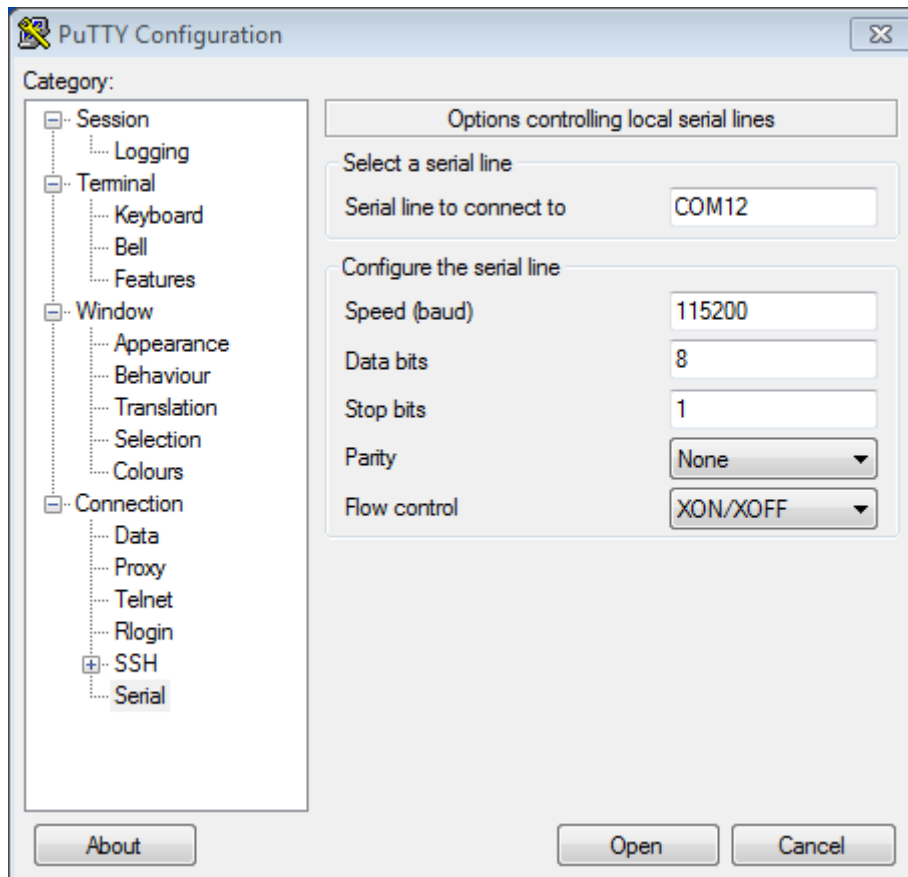 PuTTY Configuration
Category:
Session
Logging
Terminal
Keyboard
Bell
Features
Window
Appearance
Behaviour
Translation
Selection
Colours
Connection
Data
Proxy
Telnet
Rlogin
SSH
Serial
Options controlling local serial lines
Select a serial line
Serial line to connect to COM12
Configure the serial line
Speed (baud) 115200
Data bits 8
Stop bits 1
Parity None
Flow control XON/XOFF
About Open Cancel